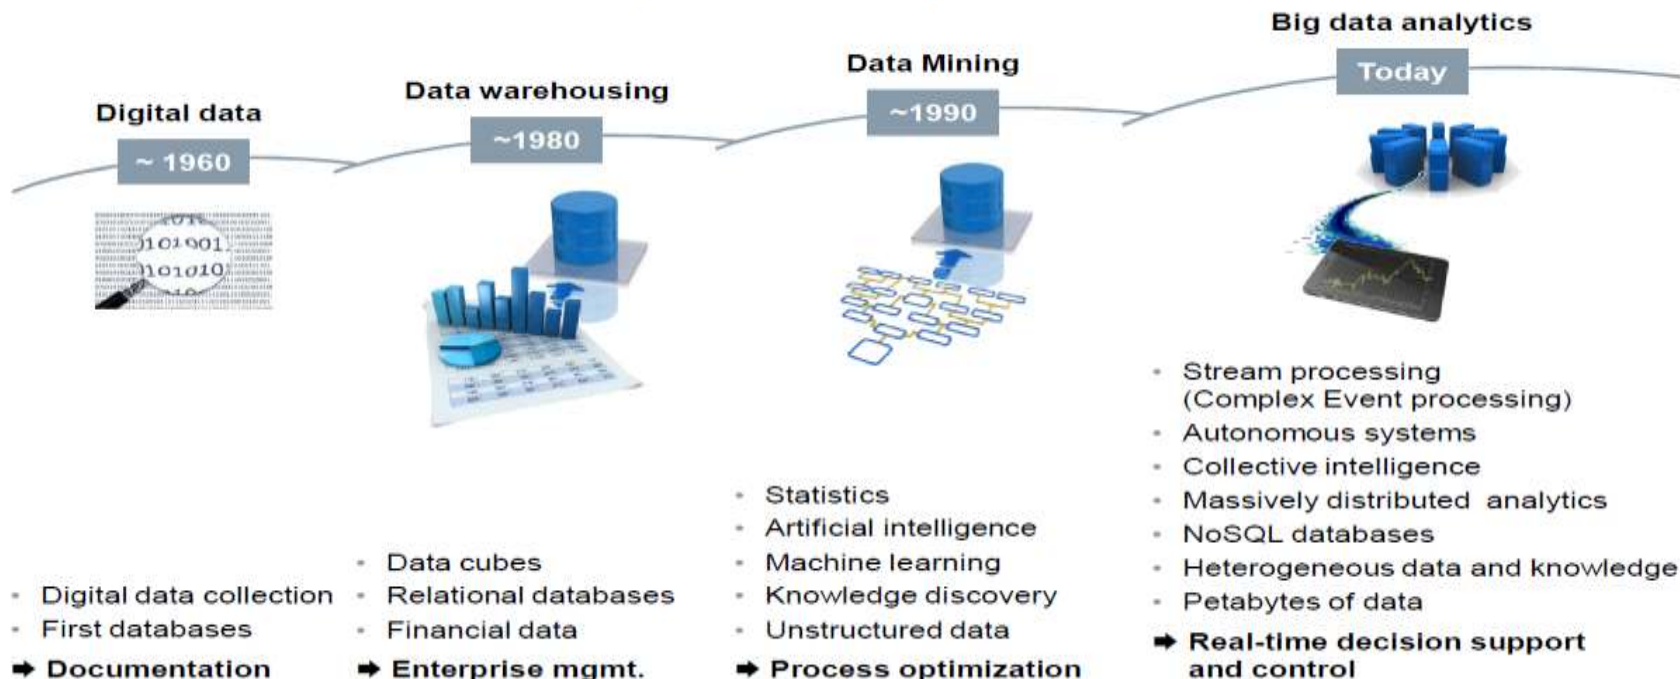 Digital data
~ 1960
• Digital data collection
• First databases
➡ Documentation
Data warehousing
~1980
• Data cubes
• Relational databases
• Financial data
➡ Enterprise mgmt.
Data Mining
~1990
• Statistics
• Artificial intelligence
• Machine learning
• Knowledge discovery
• Unstructured data
➡ Process optimization
Big data analytics
Today
• Stream processing
(Complex Event processing)
• Autonomous systems
• Collective intelligence
• Massively distributed analytics
• NoSQL databases
• Heterogeneous data and knowledge
• Petabytes of data
➡ Real-time decision support
and control